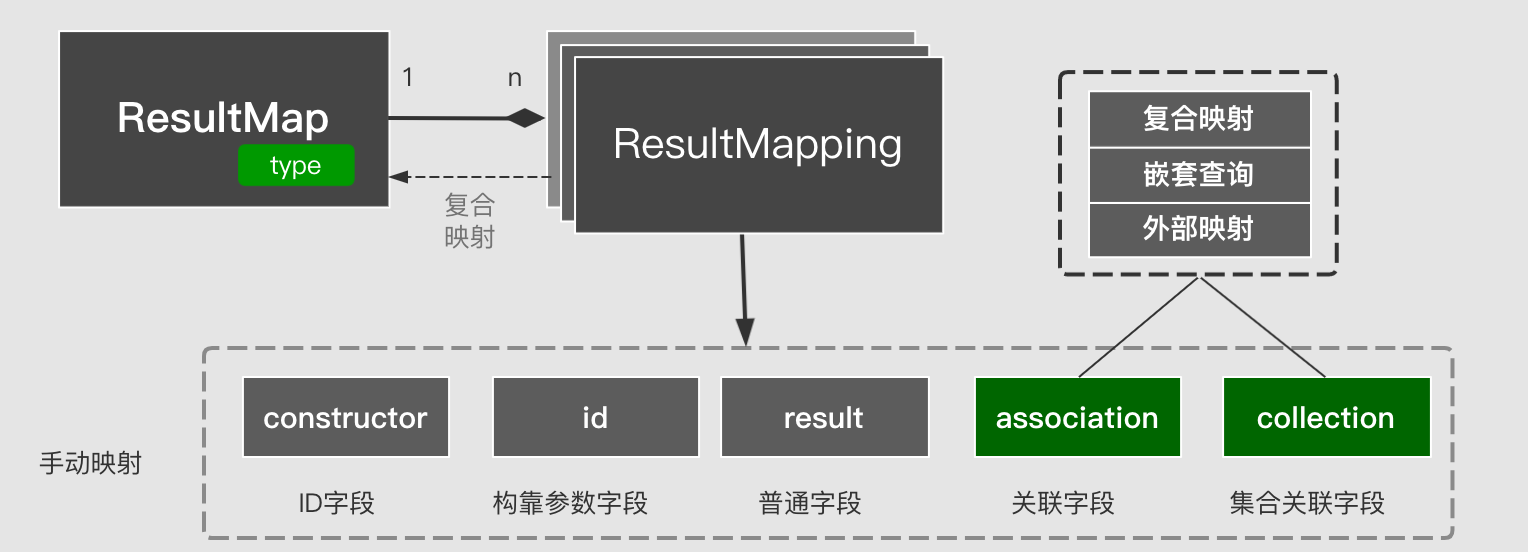 ResultMap
type
1
n
复合
映射
ResultMapping
复合映射
嵌套查询
外部映射
手动映射
constructor
id
result
association
collection
ID字段
构靠参数字段
普通字段
关联字段
集合关联字段